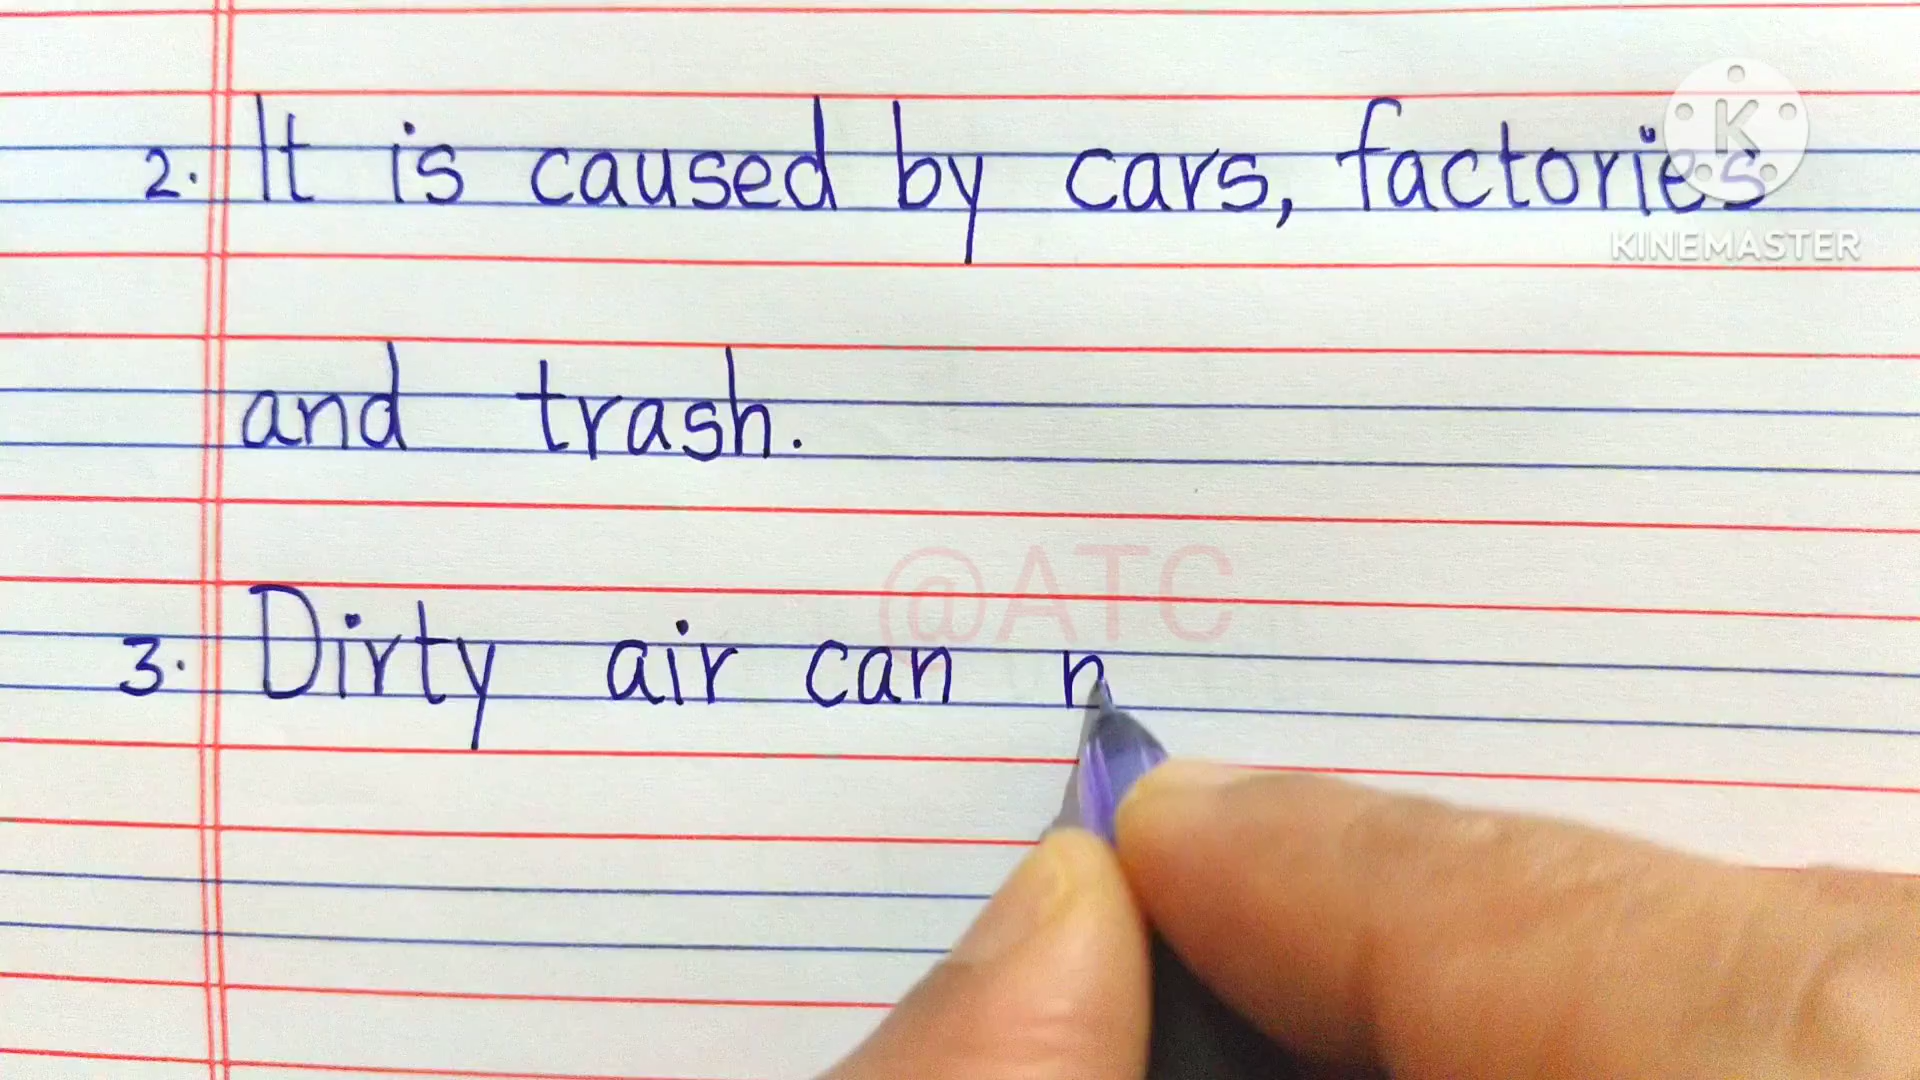 2. It is caused by cars, factories
KINEMASTER
and trash.
@ATC
3. Dirty air can